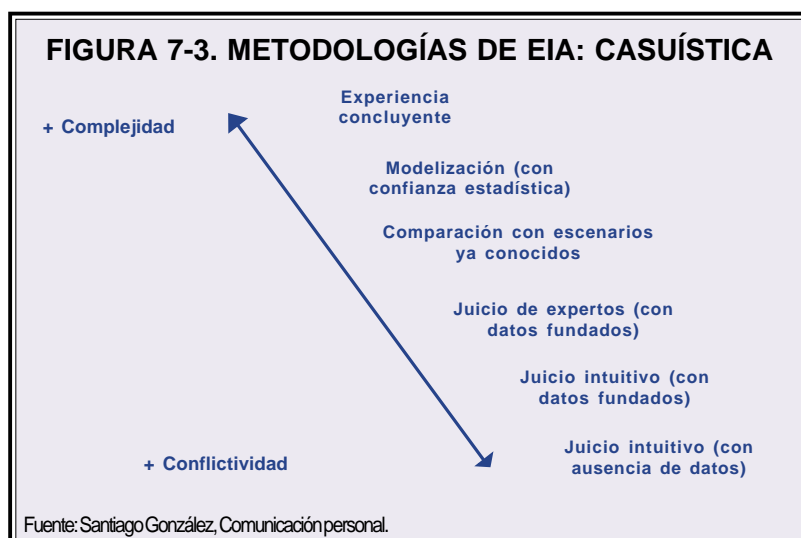 FIGURA 7-3. METODOLOGÍAS DE EIA: CASUÍSTICA
Experiencia
concluyente
+ Complejidad
Modelización (con
confianza estadística)
Comparación con escenarios
ya conocidos
Juicio de expertos (con
datos fundados)
Juicio intuitivo (con
datos fundados)
Juicio intuitivo (con
ausencia de datos)
+ Conflictividad
Fuente: Santiago González, Comunicación personal.